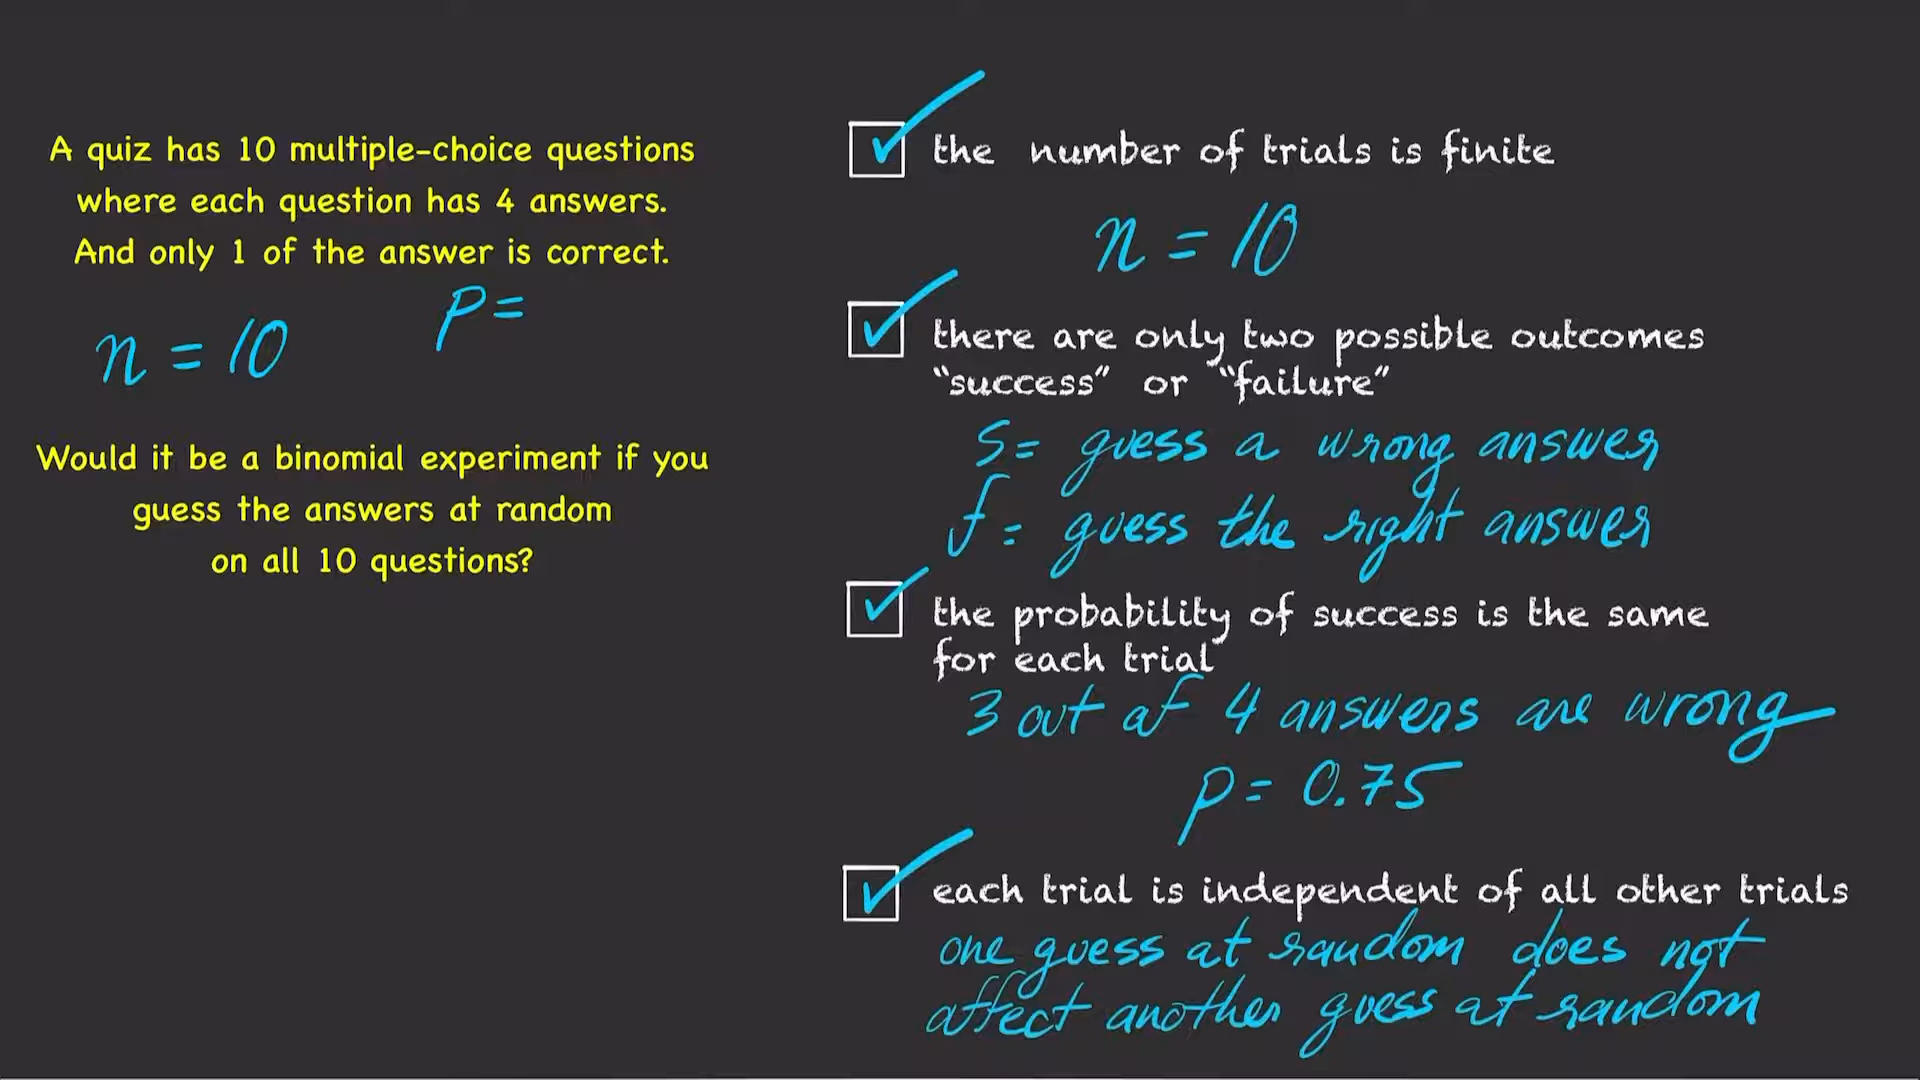 A quiz has 10 multiple-choice questions
where each question has 4 answers.
And only 1 of the answer is correct.
n = 10
p =
Would it be a binomial experiment if you
guess the answers at random
on all 10 questions?
the number of trials is finite
n = 10
there are only two possible outcomes
“success” or “failure”
S = guess a wrong answer
f = guess the right answer
the probability of success is the same
for each trial
3 out of 4 answers are wrong
p = 0.75
each trial is independent of all other trials
one guess at random does not
affect another guess at random